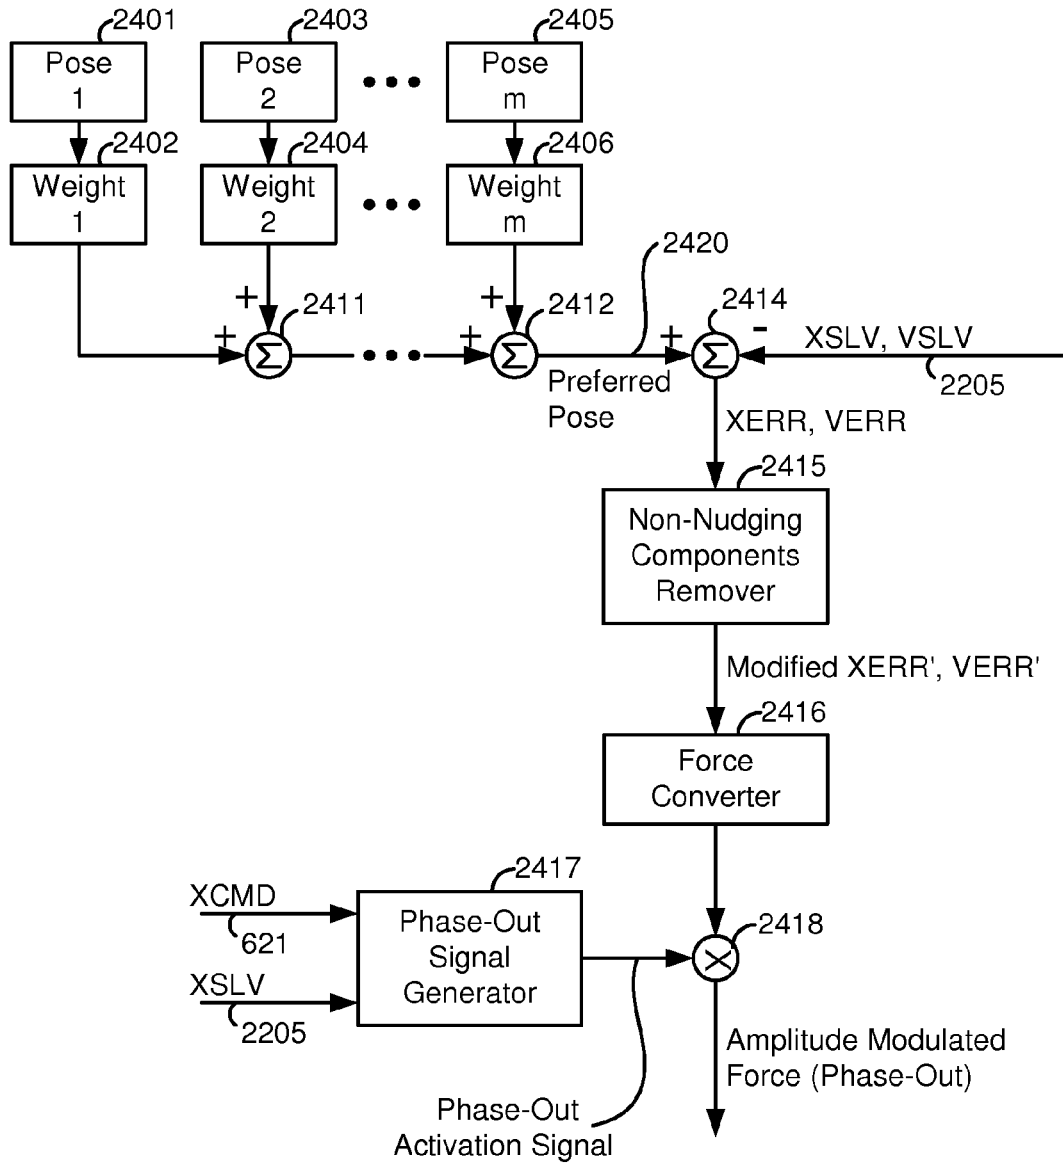 2401
2403
2405
Pose
1
Pose
2
Pose
m
2402
2404
2406
Weight
1
Weight
2
Weight
m
2420
+
+
2411
2412
2414
+
+
+
-
Σ
Σ
Σ
XSLV, VSLV
2205
Preferred
Pose
XERR, VERR
2415
Non-Nudging
Components
Remover
Modified XERR', VERR'
2416
Force
Converter
2417
XCMD
621
Phase-Out
Signal
Generator
2418
X
XSLV
2205
Amplitude Modulated
Force (Phase-Out)
Phase-Out
Activation Signal